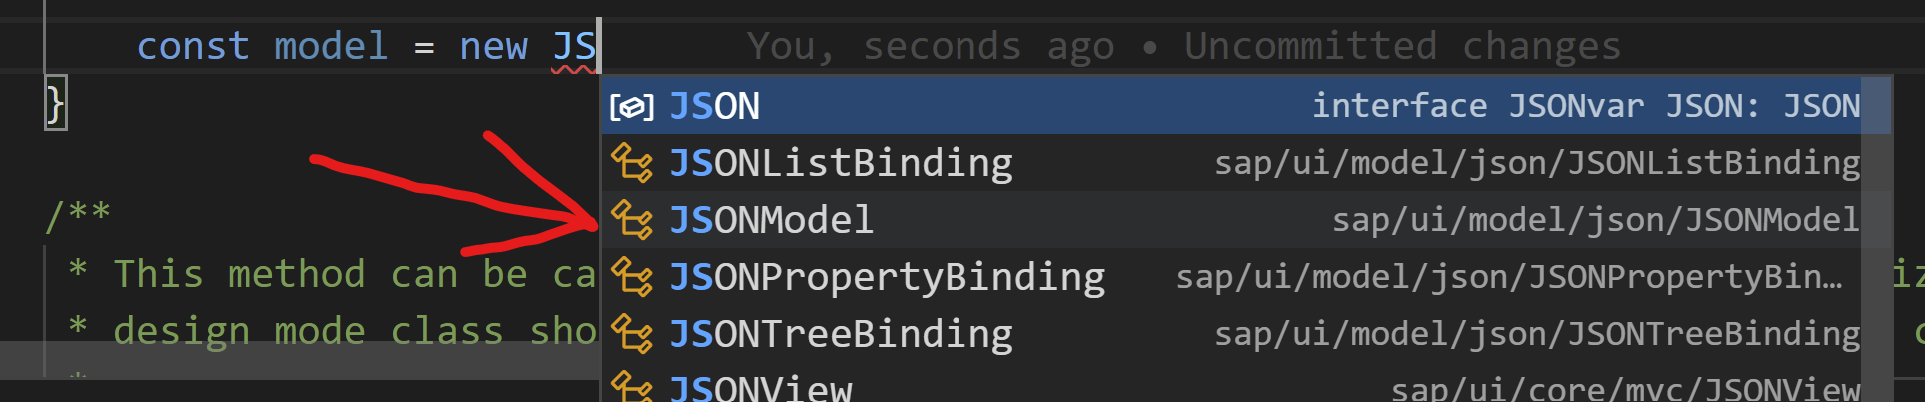 const model = new JS You, seconds ago • Uncommitted changes
}
JSON interface JSONvar JSON: JSON
JSONListBinding sap/ui/model/json/JSONListBinding
/**
JSONModel sap/ui/model/json/JSONModel
* This method can be ca
JSONPropertyBinding sap/ui/model/json/JSONPropertyBin…
iz
* design mode class sho
JSONTreeBinding sap/ui/model/json/JSONTreeBinding
*
JSONView sap/ui/core/mvc/JSONView